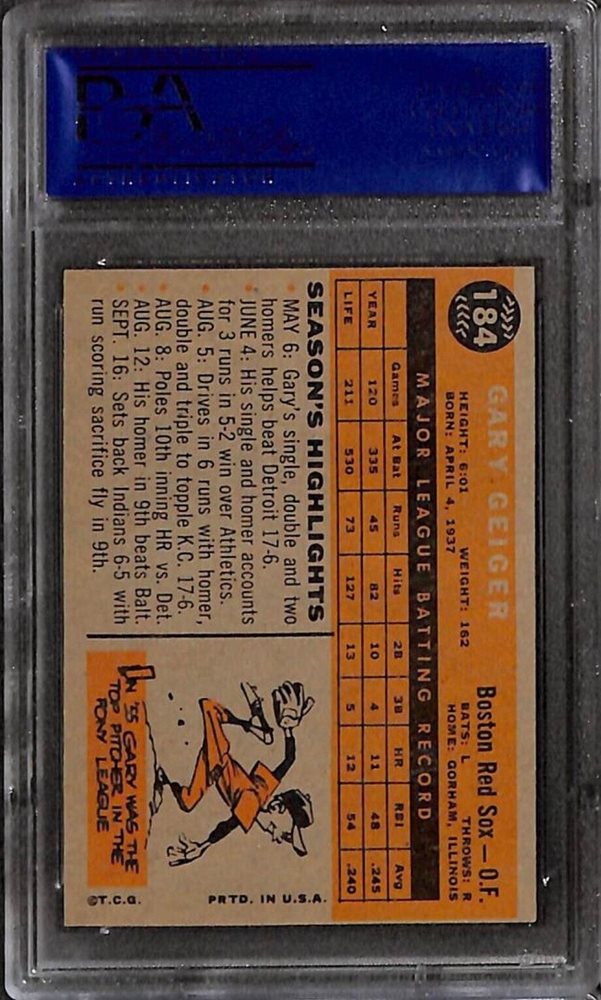 184
GARY GEIGER
Boston Red Sox — O.F.
HEIGHT: 6:01 WEIGHT: 162
BATS: L THROWS: R
BORN: APRIL 4, 1937
HOME: GORHAM, ILLINOIS
MAJOR LEAGUE BATTING RECORD
Games At Bat Runs Hits 2B 3B HR RBI Avg
YEAR 120 335 45 82 10 4 11 48 .245
LIFE 211 530 73 127 13 5 12 54 .240
SEASON'S HIGHLIGHTS
• MAY 6: Gary's single, double and two
homers helps beat Detroit 17-6.
• JUNE 4: His single and homer accounts
for 3 runs in 5-2 win over Athletics.
• AUG. 5: Drives in 6 runs with homer,
double and triple to topple K.C. 17-6.
• AUG. 8: Poles 10th inning HR vs. Det.
• AUG. 12: His homer in 9th beats Balt.
• SEPT. 16: Sets back Indians 6-5 with
run scoring sacrifice fly in 9th.
IN '55 GARY WAS THE
TOP PITCHER IN THE
PONY LEAGUE
©T.C.G. PRTD. IN U.S.A.